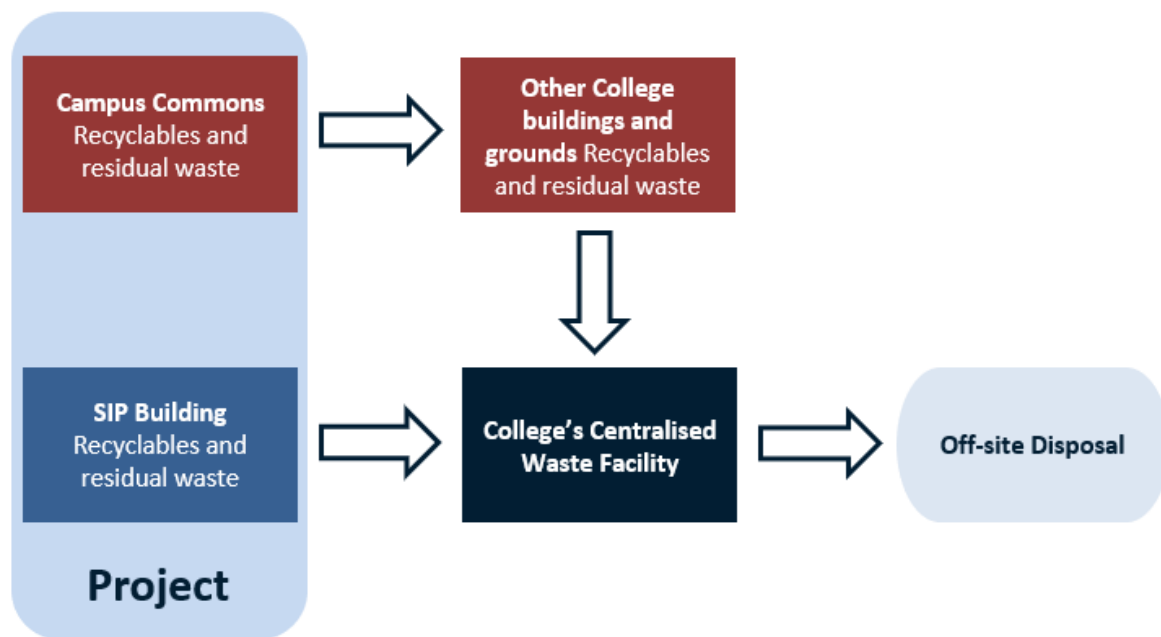 Campus Commons
Recyclables and
residual waste
Other College
buildings and
grounds Recyclables
and residual waste
SIP Building
Recyclables and
residual waste
College’s Centralised
Waste Facility
Off-site Disposal
Project